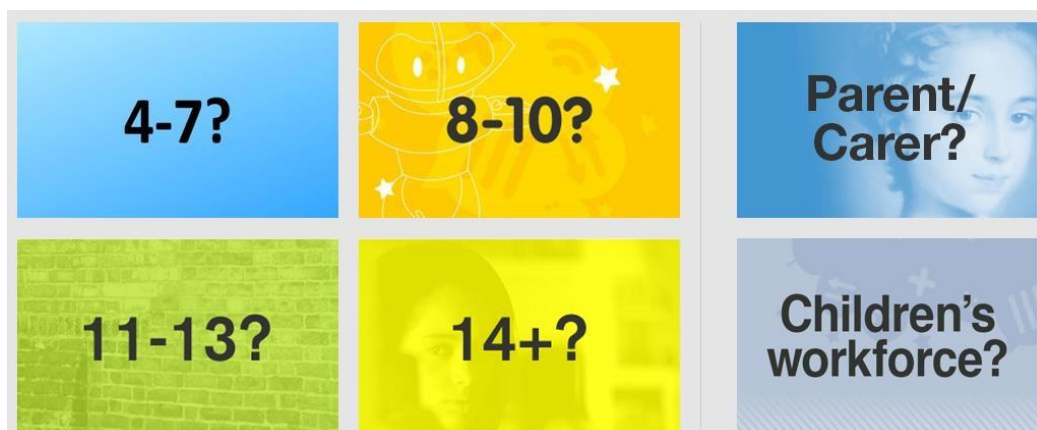 4-7?
8-10?
Parent/
Carer?
11-13?
14+?
Children’s
workforce?